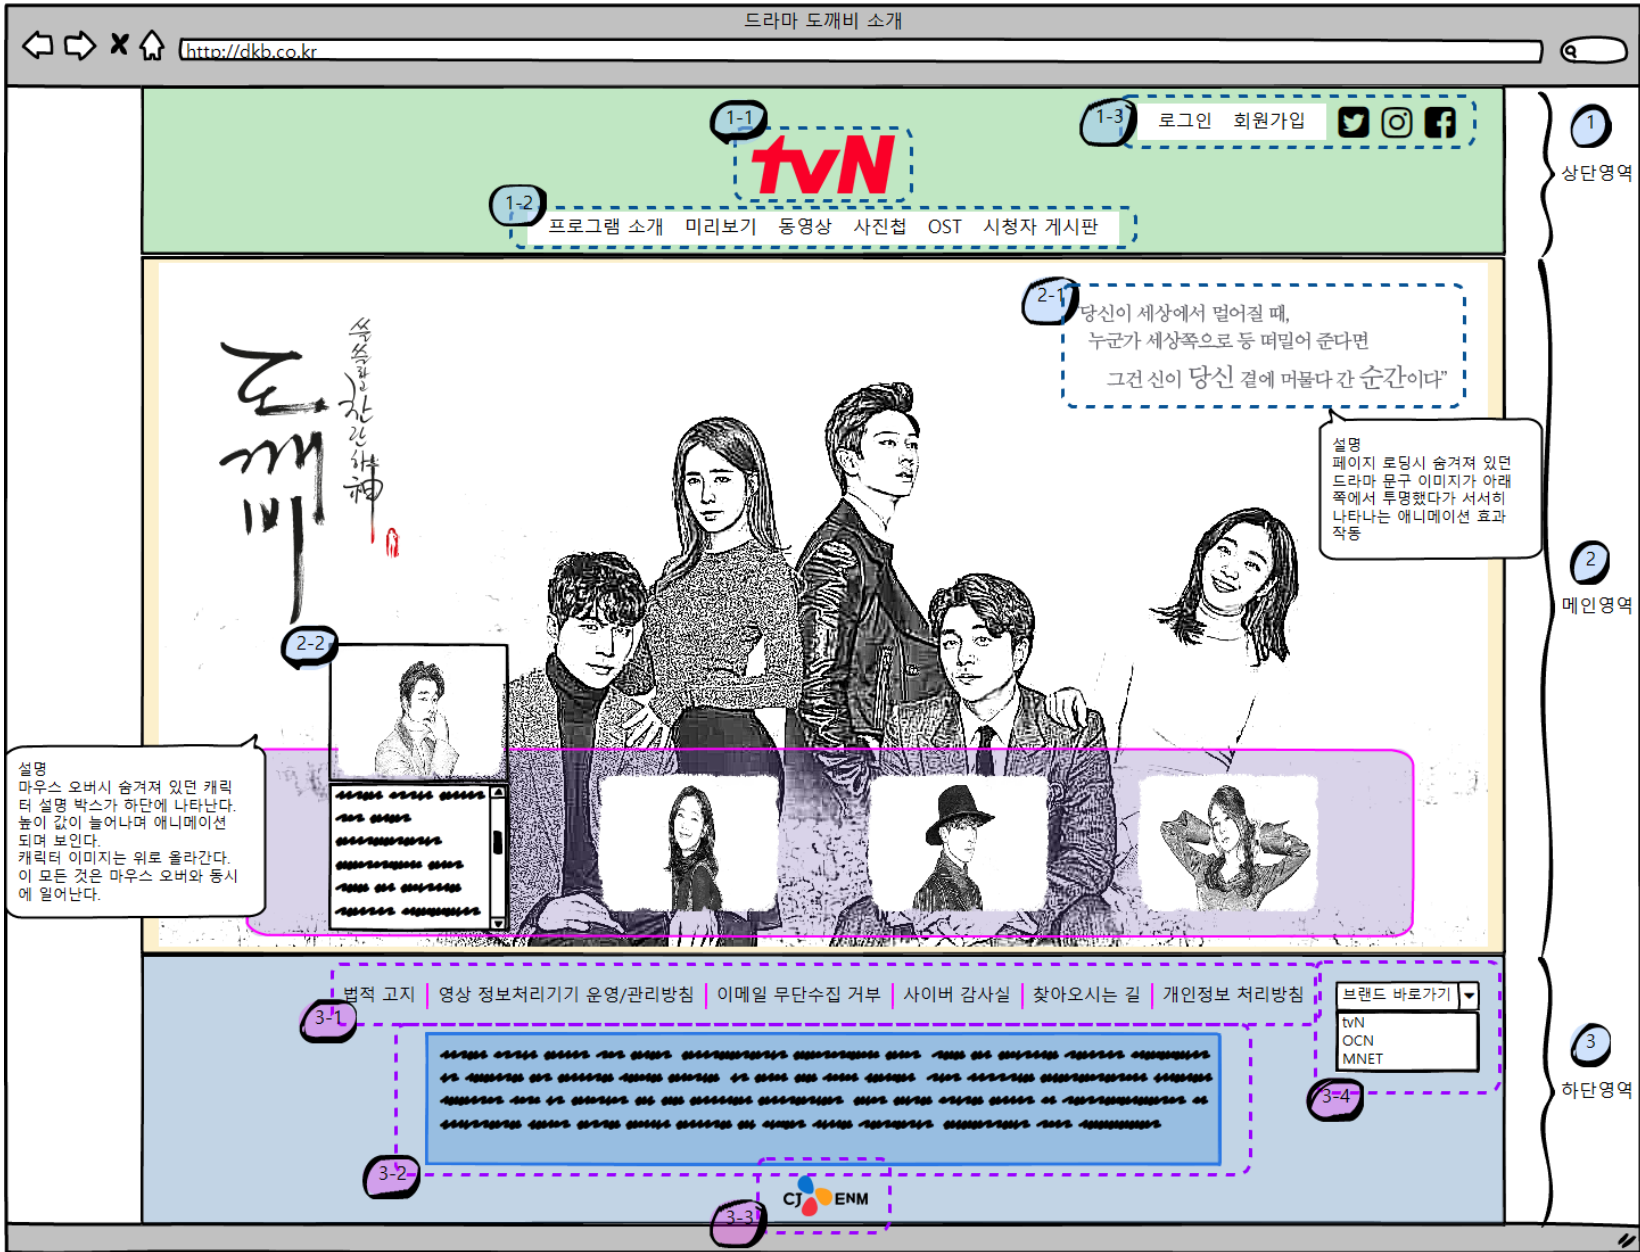 드라마 도깨비 소개
http://dkb.co.kr
1-1
tvN
1-3
로그인 회원가입
1
상단영역
1-2
프로그램 소개 미리보기 동영상 사진첩 OST 시청자 게시판
2-1
당신이 세상에서 멀어질 때,
누군가 세상쪽으로 등 떠밀어 준다면
그건 신이 당신 곁에 머물다 간 순간이다”
쓸쓸하고 찬란하神
도깨비
설명
페이지 로딩시 숨겨져 있던
드라마 문구 이미지가 아래
쪽에서 투명했다가 서서히
나타나는 애니메이션 효과
작동
2
메인영역
2-2
설명
마우스 오버시 숨겨져 있던 캐릭
터 설명 박스가 하단에 나타난다.
높이 값이 늘어나며 애니메이션
되며 보인다.
캐릭터 이미지는 위로 올라간다.
이 모든 것은 마우스 오버와 동시
에 일어난다.
3-1
법적 고지 | 영상 정보처리기기 운영/관리방침 | 이메일 무단수집 거부 | 사이버 감사실 | 찾아오시는 길 | 개인정보 처리방침
브랜드 바로가기
tvN
OCN
MNET
3-4
3
하단영역
3-2
3-3
CJ ENM